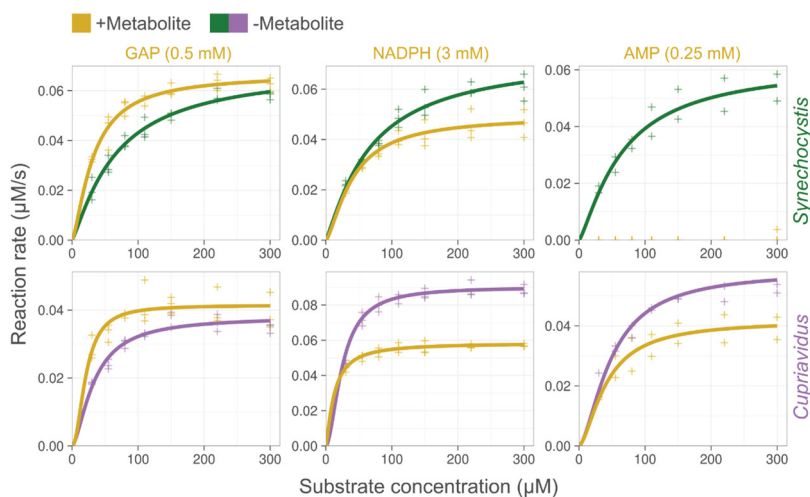 +Metabolite -Metabolite
GAP (0.5 mM) NADPH (3 mM) AMP (0.25 mM)
0.06 0.06 0.06
0.04 0.04 0.04
0.02 0.02 0.02
0.00 0.00 0.00
0 100 200 300 0 100 200 300 0 100 200 300
Synechocystis
Reaction rate (µM/s)
0.04 0.08 0.04
0.06
0.02 0.04 0.02
0.02
0.00 0.00 0.00
0 100 200 300 0 100 200 300 0 100 200 300
Cupriavidus
Substrate concentration (µM)